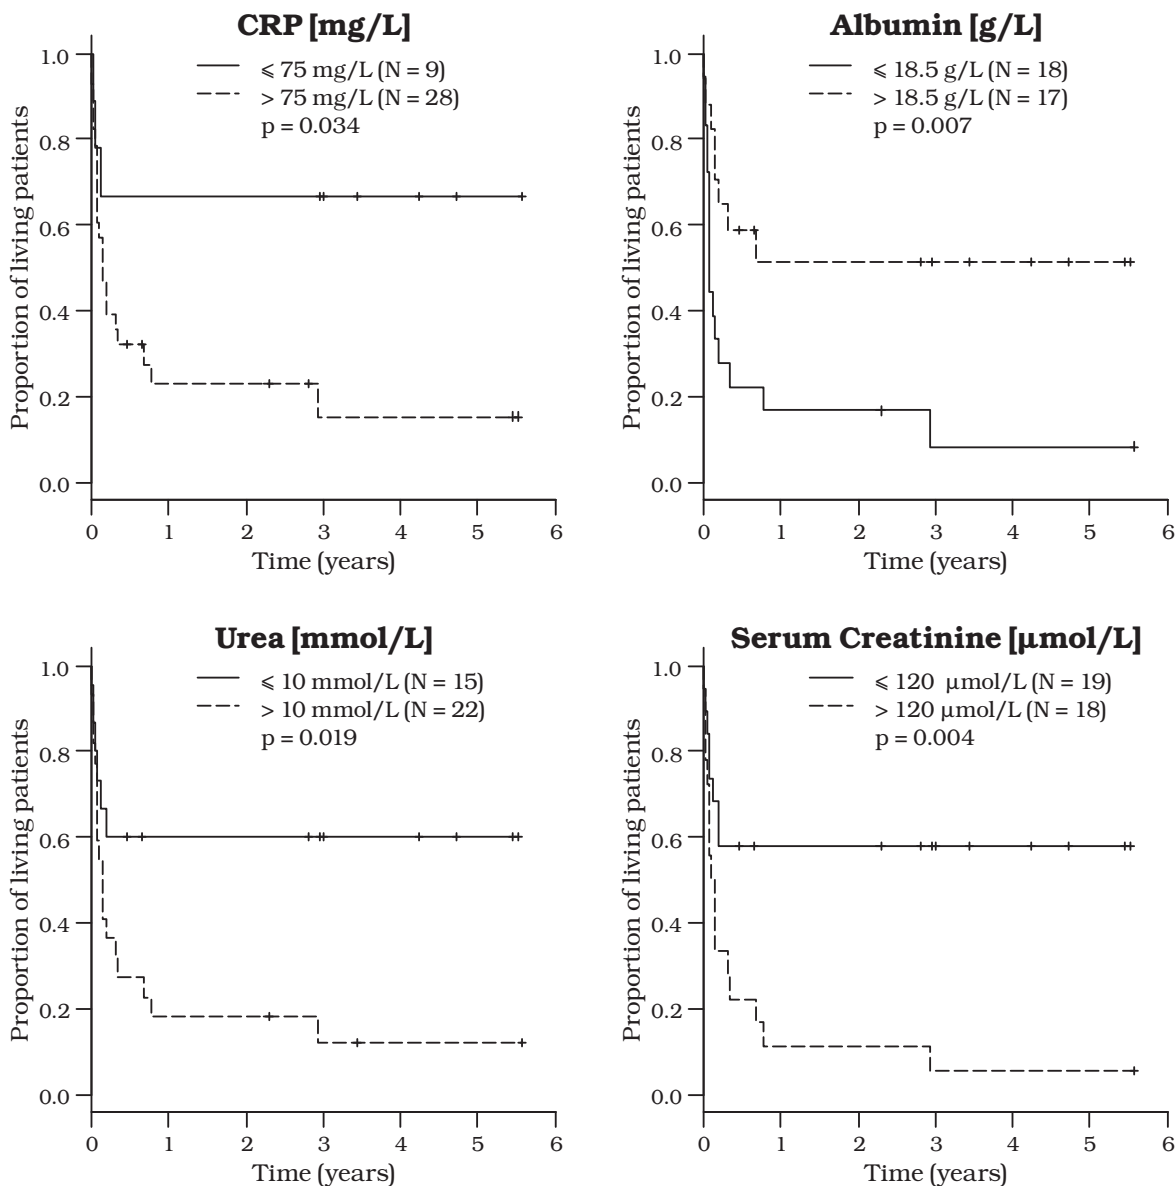 CRP [mg/L]
⩽ 75 mg/L (N = 9)
> 75 mg/L (N = 28)
p = 0.034
Proportion of living patients
1.0
0.8
0.6
0.4
0.2
0.0
0 1 2 3 4 5 6
Time (years)
Albumin [g/L]
⩽ 18.5 g/L (N = 18)
> 18.5 g/L (N = 17)
p = 0.007
Proportion of living patients
1.0
0.8
0.6
0.4
0.2
0.0
0 1 2 3 4 5 6
Time (years)
Urea [mmol/L]
⩽ 10 mmol/L (N = 15)
> 10 mmol/L (N = 22)
p = 0.019
Proportion of living patients
1.0
0.8
0.6
0.4
0.2
0.0
0 1 2 3 4 5 6
Time (years)
Serum Creatinine [µmol/L]
⩽ 120 µmol/L (N = 19)
> 120 µmol/L (N = 18)
p = 0.004
Proportion of living patients
1.0
0.8
0.6
0.4
0.2
0.0
0 1 2 3 4 5 6
Time (years)